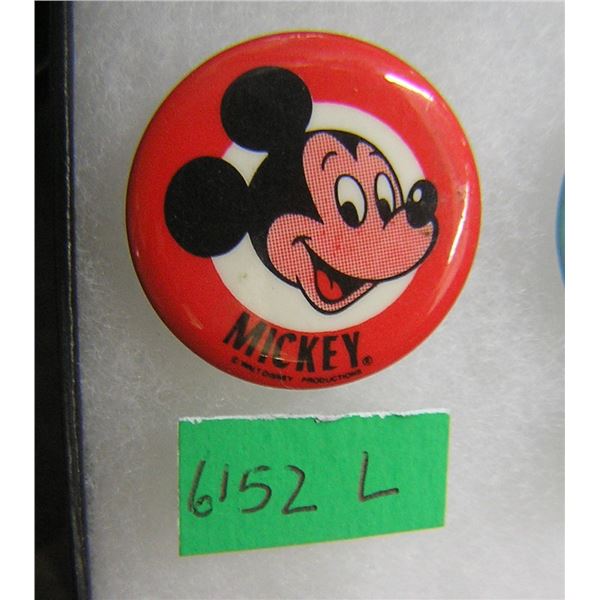 MICKEY ®
© WALT DISNEY PRODUCTIONS
6152 L